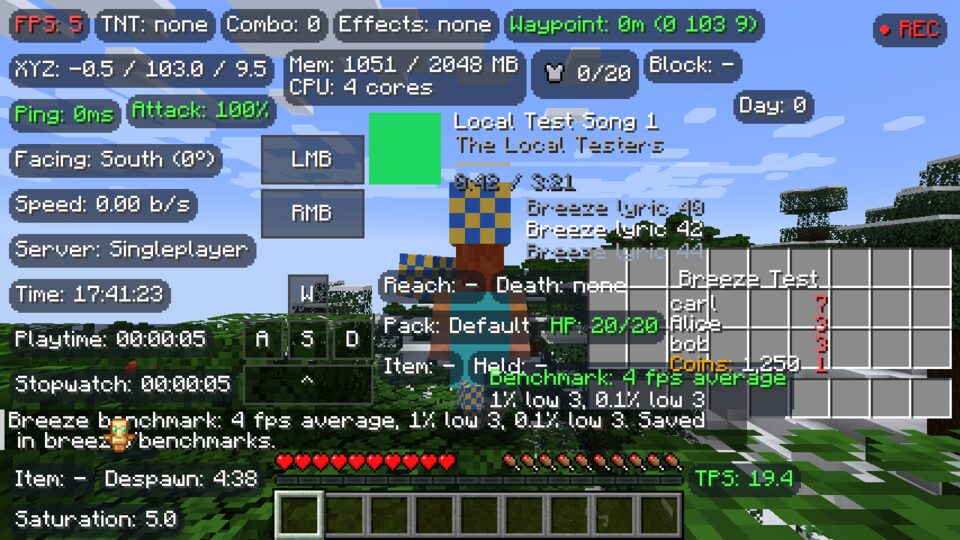 FPS: 5
TNT: none
Combo: 0
Effects: none
Waypoint: 0m (0 103 9)
REC
XYZ: -0.5 / 103.0 / 9.5
Mem: 1051 / 2048 MB
CPU: 4 cores
0/20
Block: -
Ping: 0ms
Attack: 100%
Day: 0
Facing: South (0°)
LMB
Local Test Song 1
The Local Testers
0:42 / 3:21
Speed: 0.00 b/s
RMB
Breeze lyric 40
Breeze lyric 42
Breeze lyric 44
Server: Singleplayer
Time: 17:41:23
W
Reach: -
Death: none
Breeze Test
carl 7
Alice 3
bob 3
Coins: 1,250 1
Playtime: 00:00:05
A
S
D
Pack: Default
HP: 20/20
Stopwatch: 00:00:05
^
Item: -
Held: -
Benchmark: 4 fps average
1% low 3, 0.1% low 3
Breeze benchmark: 4 fps average, 1% low 3, 0.1% low 3. Saved
in benchmarks.
Item: -
Despawn: 4:38
TPS: 19.4
Saturation: 5.0